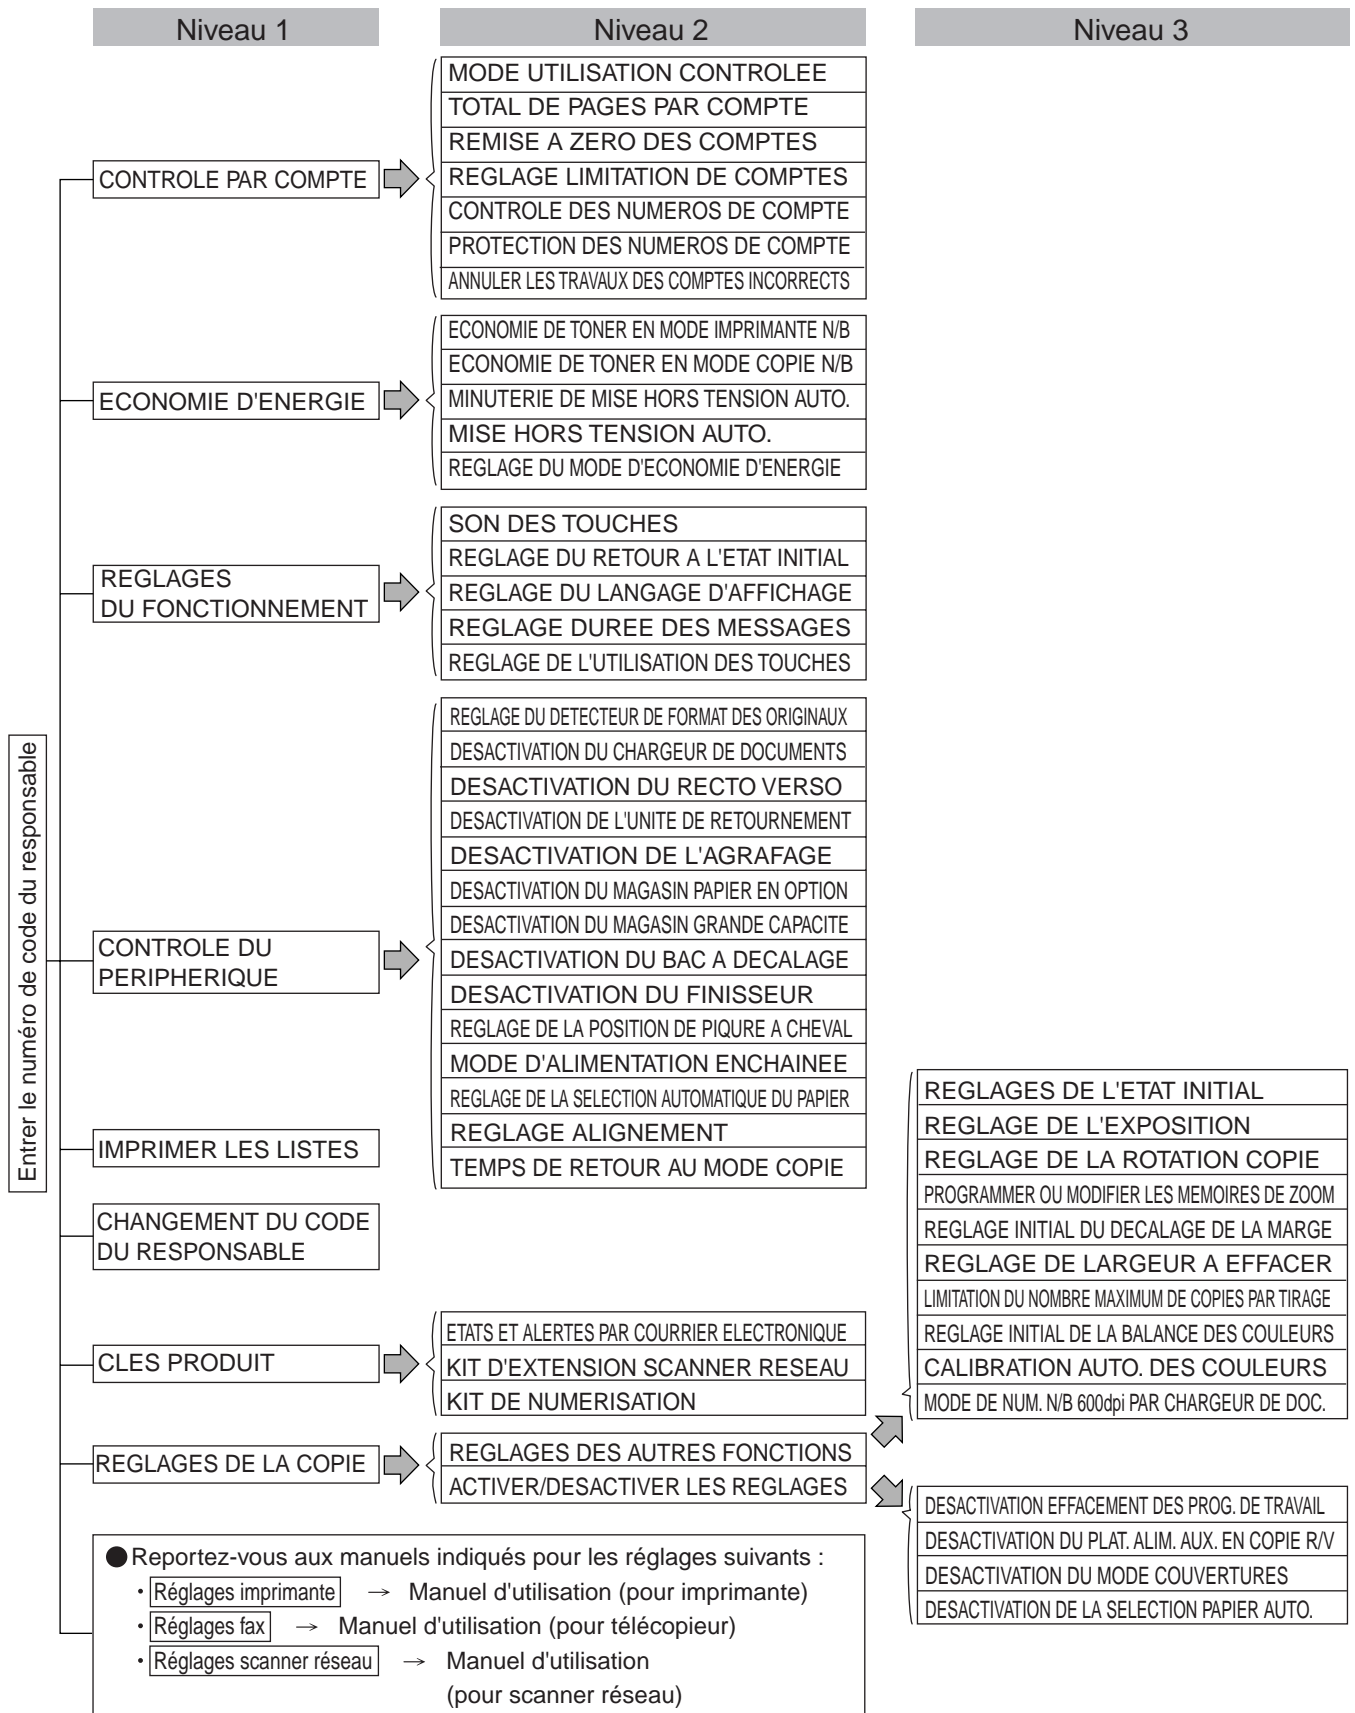 Niveau 1
Niveau 2
Niveau 3
Entrer le numéro de code du responsable
CONTROLE PAR COMPTE
MODE UTILISATION CONTROLEE
TOTAL DE PAGES PAR COMPTE
REMISE A ZERO DES COMPTES
REGLAGE LIMITATION DE COMPTES
CONTROLE DES NUMEROS DE COMPTE
PROTECTION DES NUMEROS DE COMPTE
ANNULER LES TRAVAUX DES COMPTES INCORRECTS
ECONOMIE D'ENERGIE
ECONOMIE DE TONER EN MODE IMPRIMANTE N/B
ECONOMIE DE TONER EN MODE COPIE N/B
MINUTERIE DE MISE HORS TENSION AUTO.
MISE HORS TENSION AUTO.
REGLAGE DU MODE D'ECONOMIE D'ENERGIE
REGLAGES
DU FONCTIONNEMENT
SON DES TOUCHES
REGLAGE DU RETOUR A L'ETAT INITIAL
REGLAGE DU LANGAGE D'AFFICHAGE
REGLAGE DUREE DES MESSAGES
REGLAGE DE L'UTILISATION DES TOUCHES
CONTROLE DU
PERIPHERIQUE
REGLAGE DU DETECTEUR DE FORMAT DES ORIGINAUX
DESACTIVATION DU CHARGEUR DE DOCUMENTS
DESACTIVATION DU RECTO VERSO
DESACTIVATION DE L'UNITE DE RETOURNEMENT
DESACTIVATION DE L'AGRAFAGE
DESACTIVATION DU MAGASIN PAPIER EN OPTION
DESACTIVATION DU MAGASIN GRANDE CAPACITE
DESACTIVATION DU BAC A DECALAGE
DESACTIVATION DU FINISSEUR
REGLAGE DE LA POSITION DE PIQURE A CHEVAL
MODE D'ALIMENTATION ENCHAINEE
REGLAGE DE LA SELECTION AUTOMATIQUE DU PAPIER
REGLAGE ALIGNEMENT
TEMPS DE RETOUR AU MODE COPIE
IMPRIMER LES LISTES
CHANGEMENT DU CODE
DU RESPONSABLE
CLES PRODUIT
ETATS ET ALERTES PAR COURRIER ELECTRONIQUE
KIT D'EXTENSION SCANNER RESEAU
KIT DE NUMERISATION
REGLAGES DE LA COPIE
REGLAGES DES AUTRES FONCTIONS
ACTIVER/DESACTIVER LES REGLAGES
REGLAGES DE L'ETAT INITIAL
REGLAGE DE L'EXPOSITION
REGLAGE DE LA ROTATION COPIE
PROGRAMMER OU MODIFIER LES MEMOIRES DE ZOOM
REGLAGE INITIAL DU DECALAGE DE LA MARGE
REGLAGE DE LARGEUR A EFFACER
LIMITATION DU NOMBRE MAXIMUM DE COPIES PAR TIRAGE
REGLAGE INITIAL DE LA BALANCE DES COULEURS
CALIBRATION AUTO. DES COULEURS
MODE DE NUM. N/B 600dpi PAR CHARGEUR DE DOC.
DESACTIVATION EFFACEMENT DES PROG. DE TRAVAIL
DESACTIVATION DU PLAT. ALIM. AUX. EN COPIE R/V
DESACTIVATION DU MODE COUVERTURES
DESACTIVATION DE LA SELECTION PAPIER AUTO.
● Reportez-vous aux manuels indiqués pour les réglages suivants :
· Réglages imprimante → Manuel d'utilisation (pour imprimante)
· Réglages fax → Manuel d'utilisation (pour télécopieur)
· Réglages scanner réseau → Manuel d'utilisation
(pour scanner réseau)